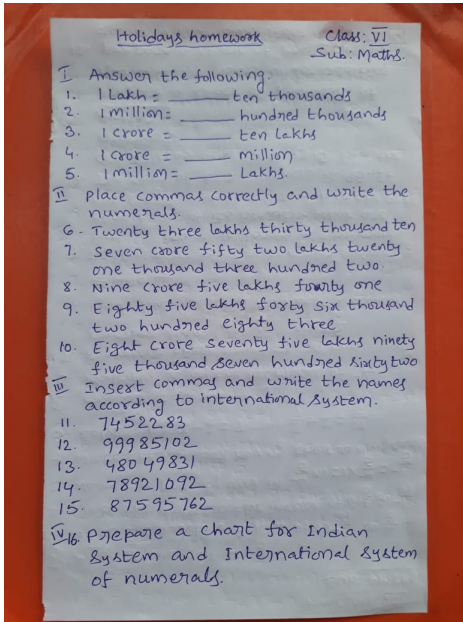 Holidays homework Class: VI
Sub: Maths.
I Answer the following.
1. 1 Lakh = ______ ten thousands
2. 1 million = ______ hundred thousands
3. 1 crore = ______ ten Lakhs
4. 1 crore = ______ million
5. 1 million = ______ Lakhs.
II Place commas correctly and write the
numerals.
6. Twenty three lakhs thirty thousand ten
7. Seven crore fifty two lakhs twenty
one thousand three hundred two.
8. Nine crore five lakhs fourty one
9. Eighty five lakhs forty six thousand
two hundred eighty three
10. Eight crore seventy five lakhs ninety
five thousand seven hundred sixty two
III Insert commas and write the names
according to international system.
11. 7452283
12. 99985102
13. 48049831
14. 78921092
15. 87595762
IV 16. Prepare a chart for Indian
System and International System
of numerals.